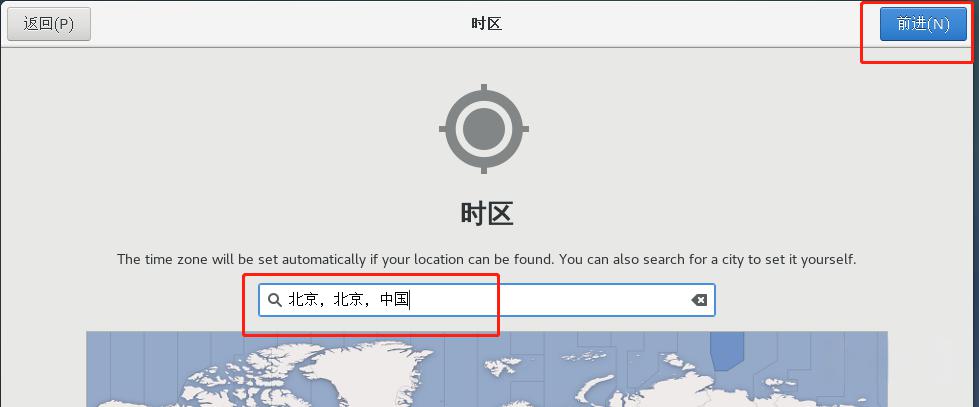 返回(P)
时区
前进(N)
时区
The time zone will be set automatically if your location can be found. You can also search for a city to set it yourself.
北京，北京，中国